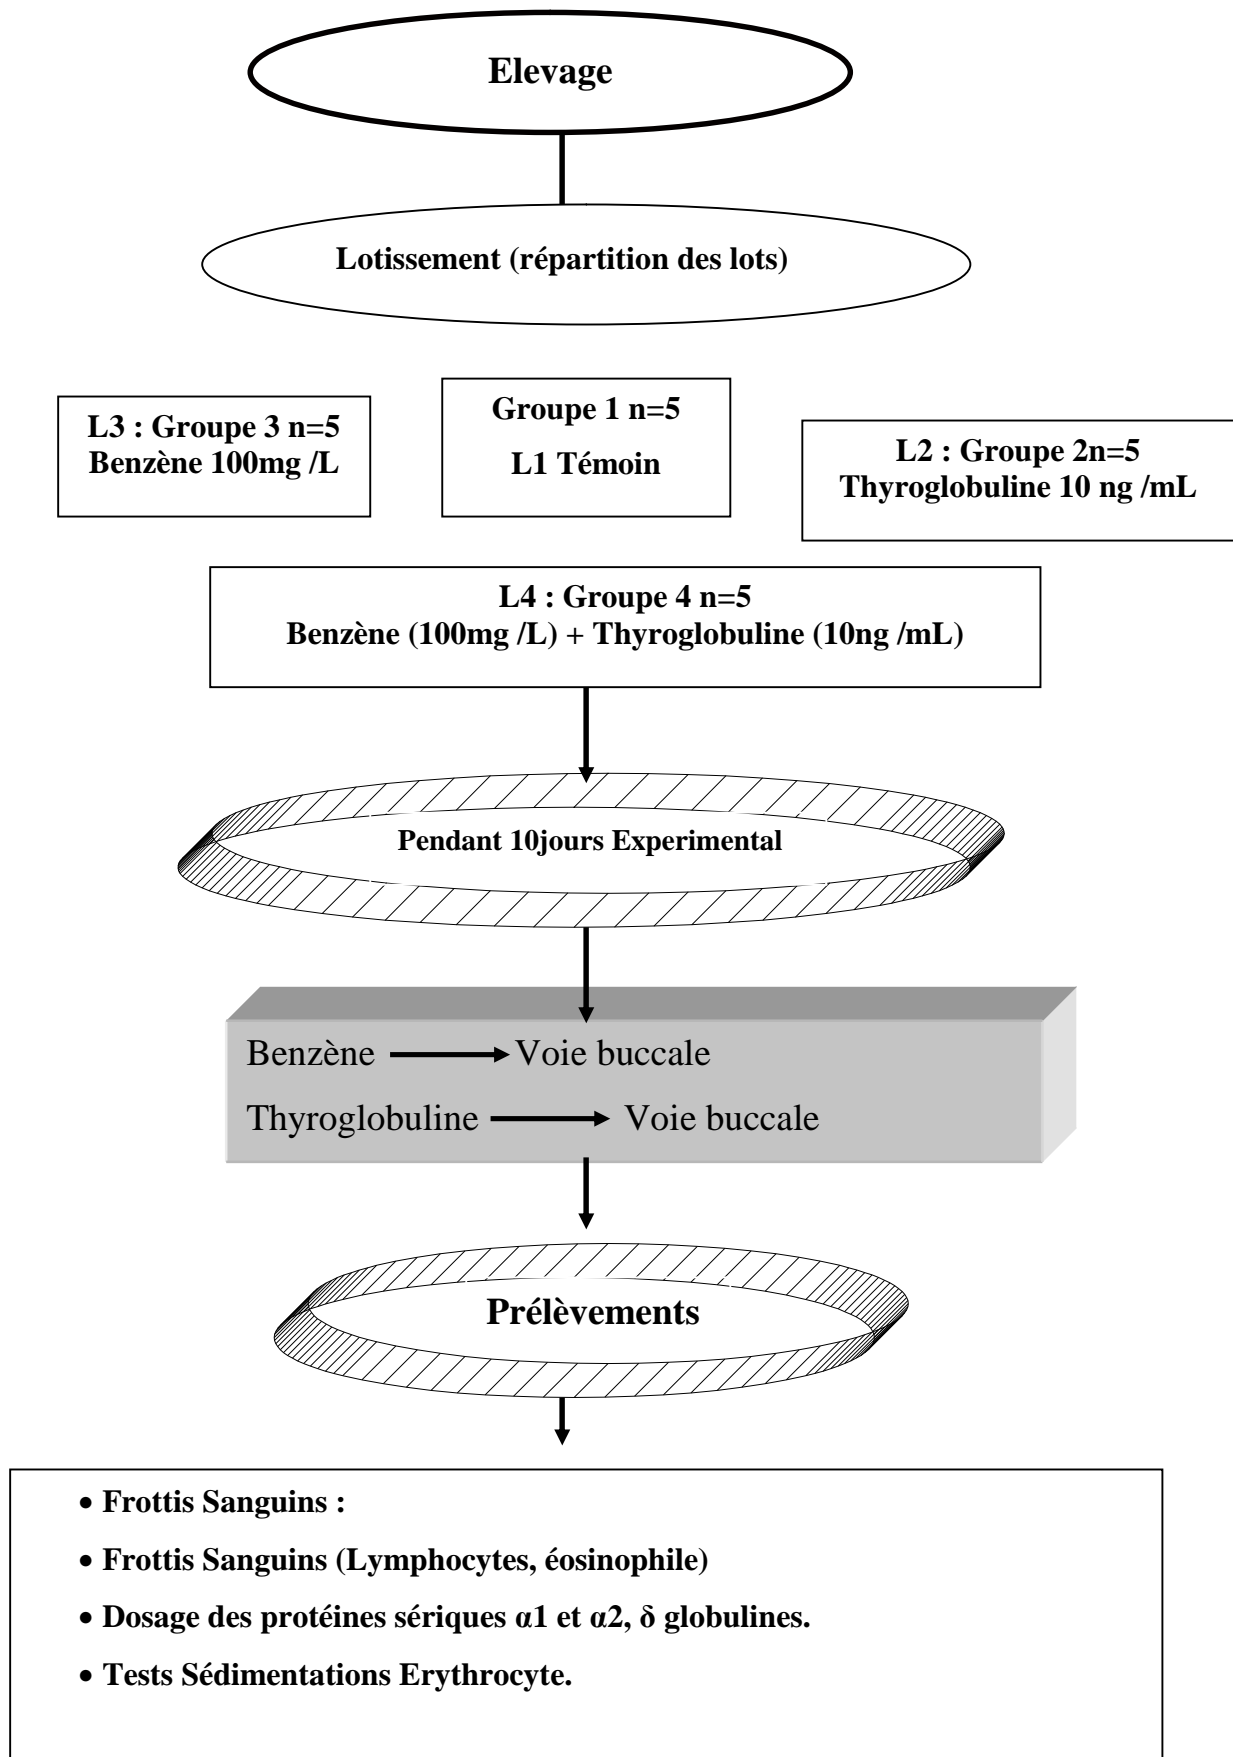 Elevage
Lotissement (répartition des lots)
L3 : Groupe 3 n=5
Benzène 100mg /L
Groupe 1 n=5
L1 Témoin
L2 : Groupe 2n=5
Thyroglobuline 10 ng /mL
L4 : Groupe 4 n=5
Benzène (100mg /L) + Thyroglobuline (10ng /mL)
Pendant 10jours Experimental
Benzène → Voie buccale
Thyroglobuline → Voie buccale
Prélèvements
• Frottis Sanguins :
• Frottis Sanguins (Lymphocytes, éosinophile)
• Dosage des protéines sériques α1 et α2, δ globulines.
• Tests Sédimentations Erythrocyte.